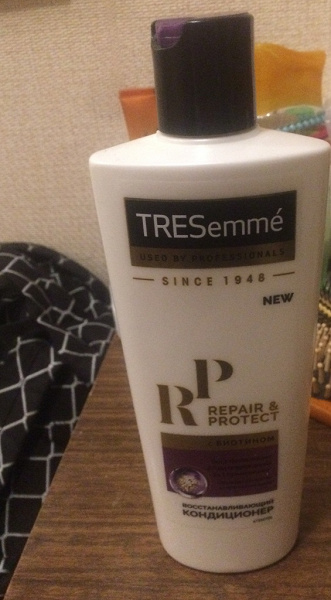 TRESemmé
USED BY PROFESSIONALS
SINCE 1948
NEW
RP
REPAIR &
PROTECT
С БИОТИНОМ
ВОССТАНАВЛИВАЮЩИЙ
КОНДИЦИОНЕР